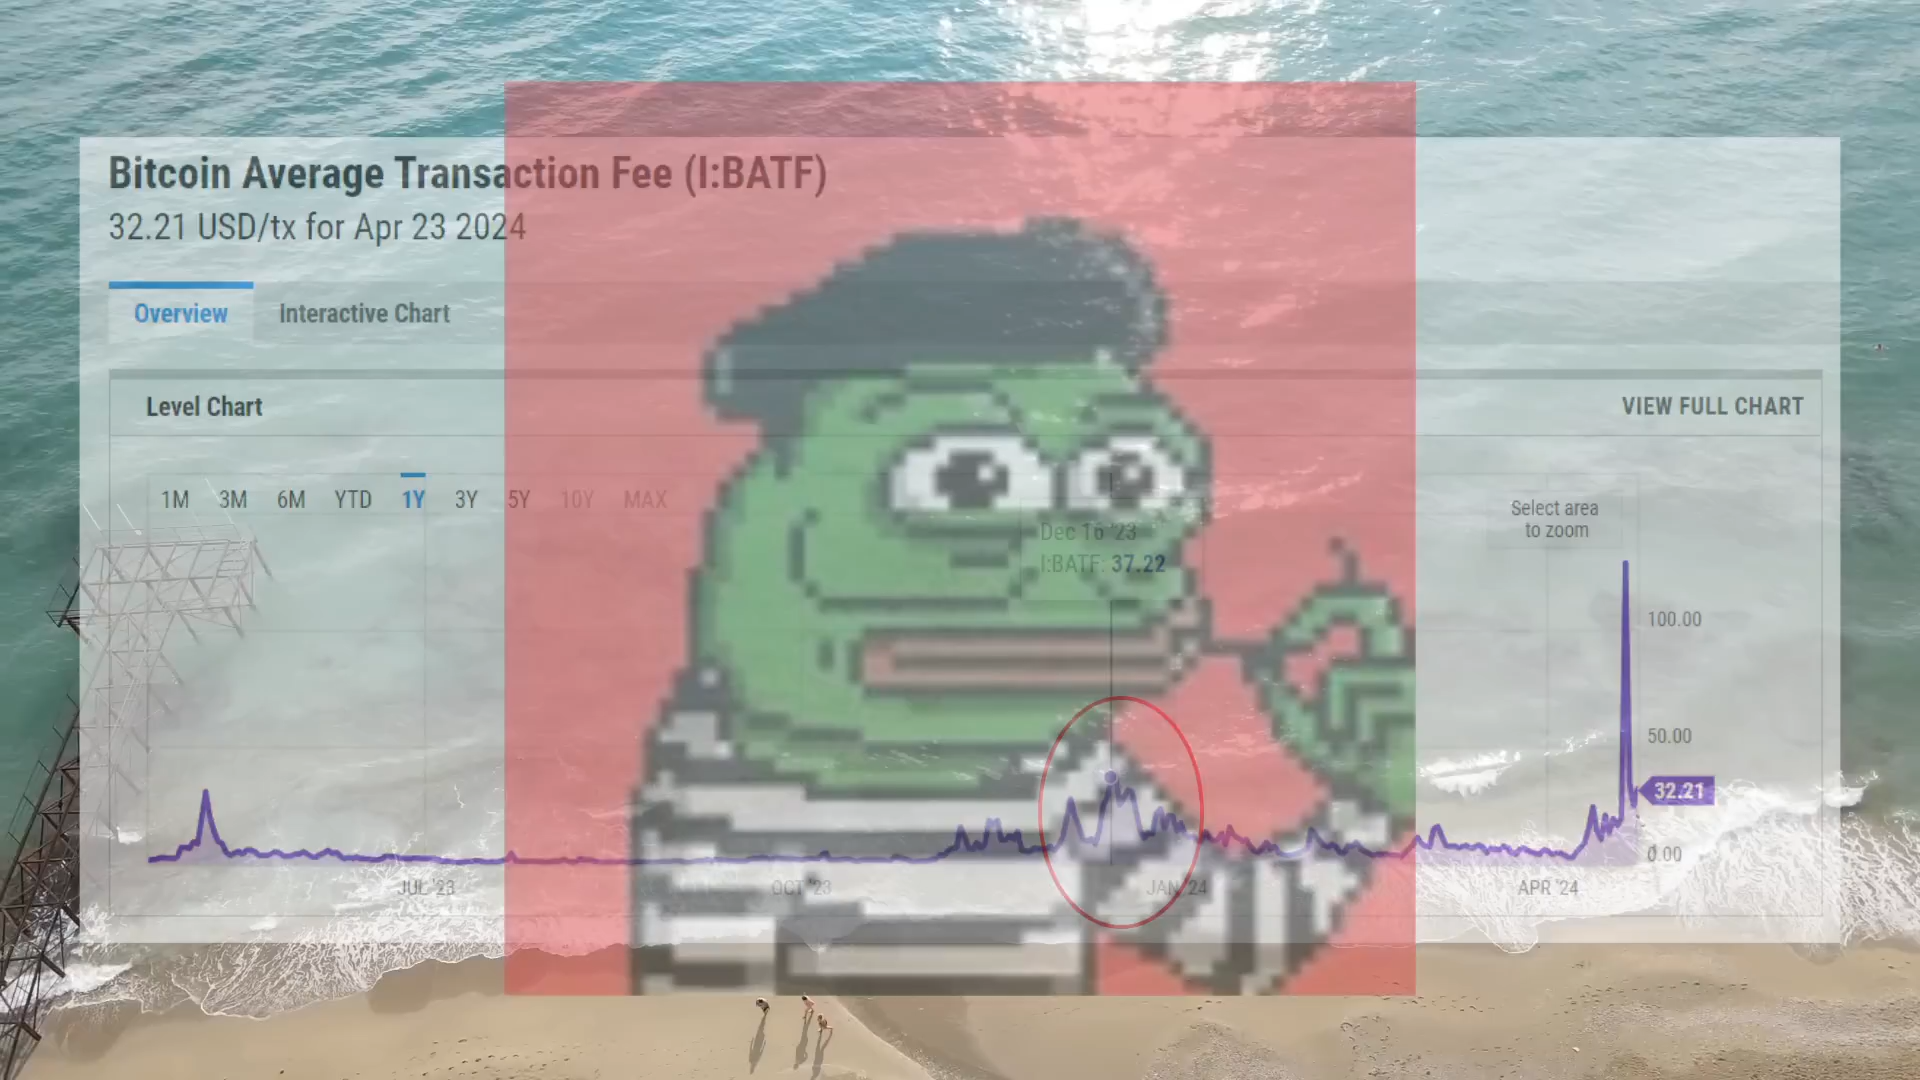 Bitcoin Average Transaction Fee (I:BATF)
32.21 USD/tx for Apr 23 2024
Overview Interactive Chart
Level Chart
VIEW FULL CHART
1M 3M 6M YTD 1Y 3Y 5Y 10Y MAX
Select area
to zoom
Dec 16 '23
I:BATF: 37.22
100.00
50.00
32.21
0.00
JUL '23 OCT '23 JAN '24 APR '24